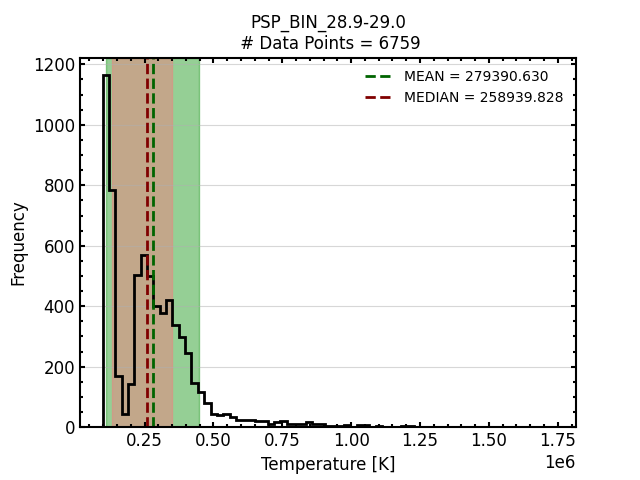 PSP_BIN_28.9-29.0
# Data Points = 6759
MEAN = 279390.630
MEDIAN = 258939.828
Frequency
1200
1000
800
600
400
200
0
0.25 0.50 0.75 1.00 1.25 1.50 1.75
1e6
Temperature [K]